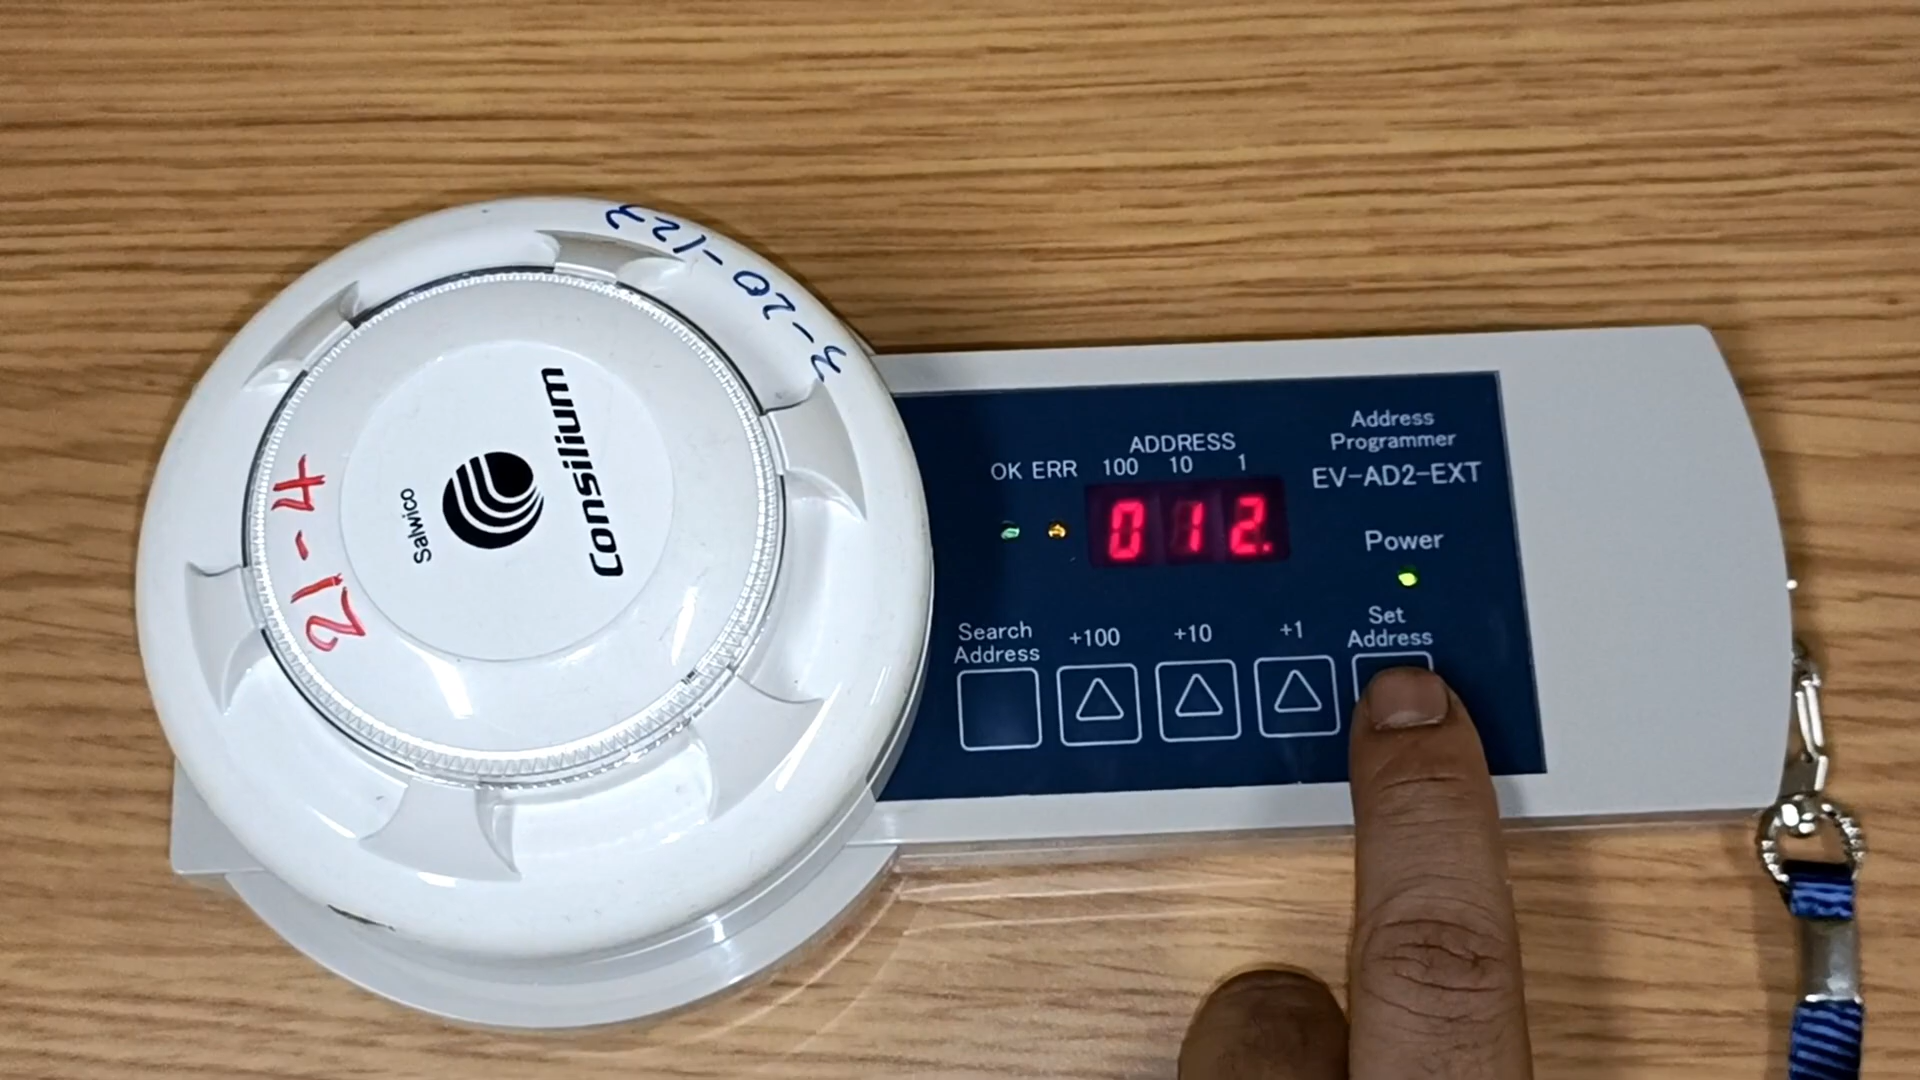 3-20-123
21-4
Salwico
Consilium
Address
Programmer
EV-AD2-EXT
ADDRESS
OK ERR 100 10 1
012.
Power
Search
Address
+100
+10
+1
Set
Address